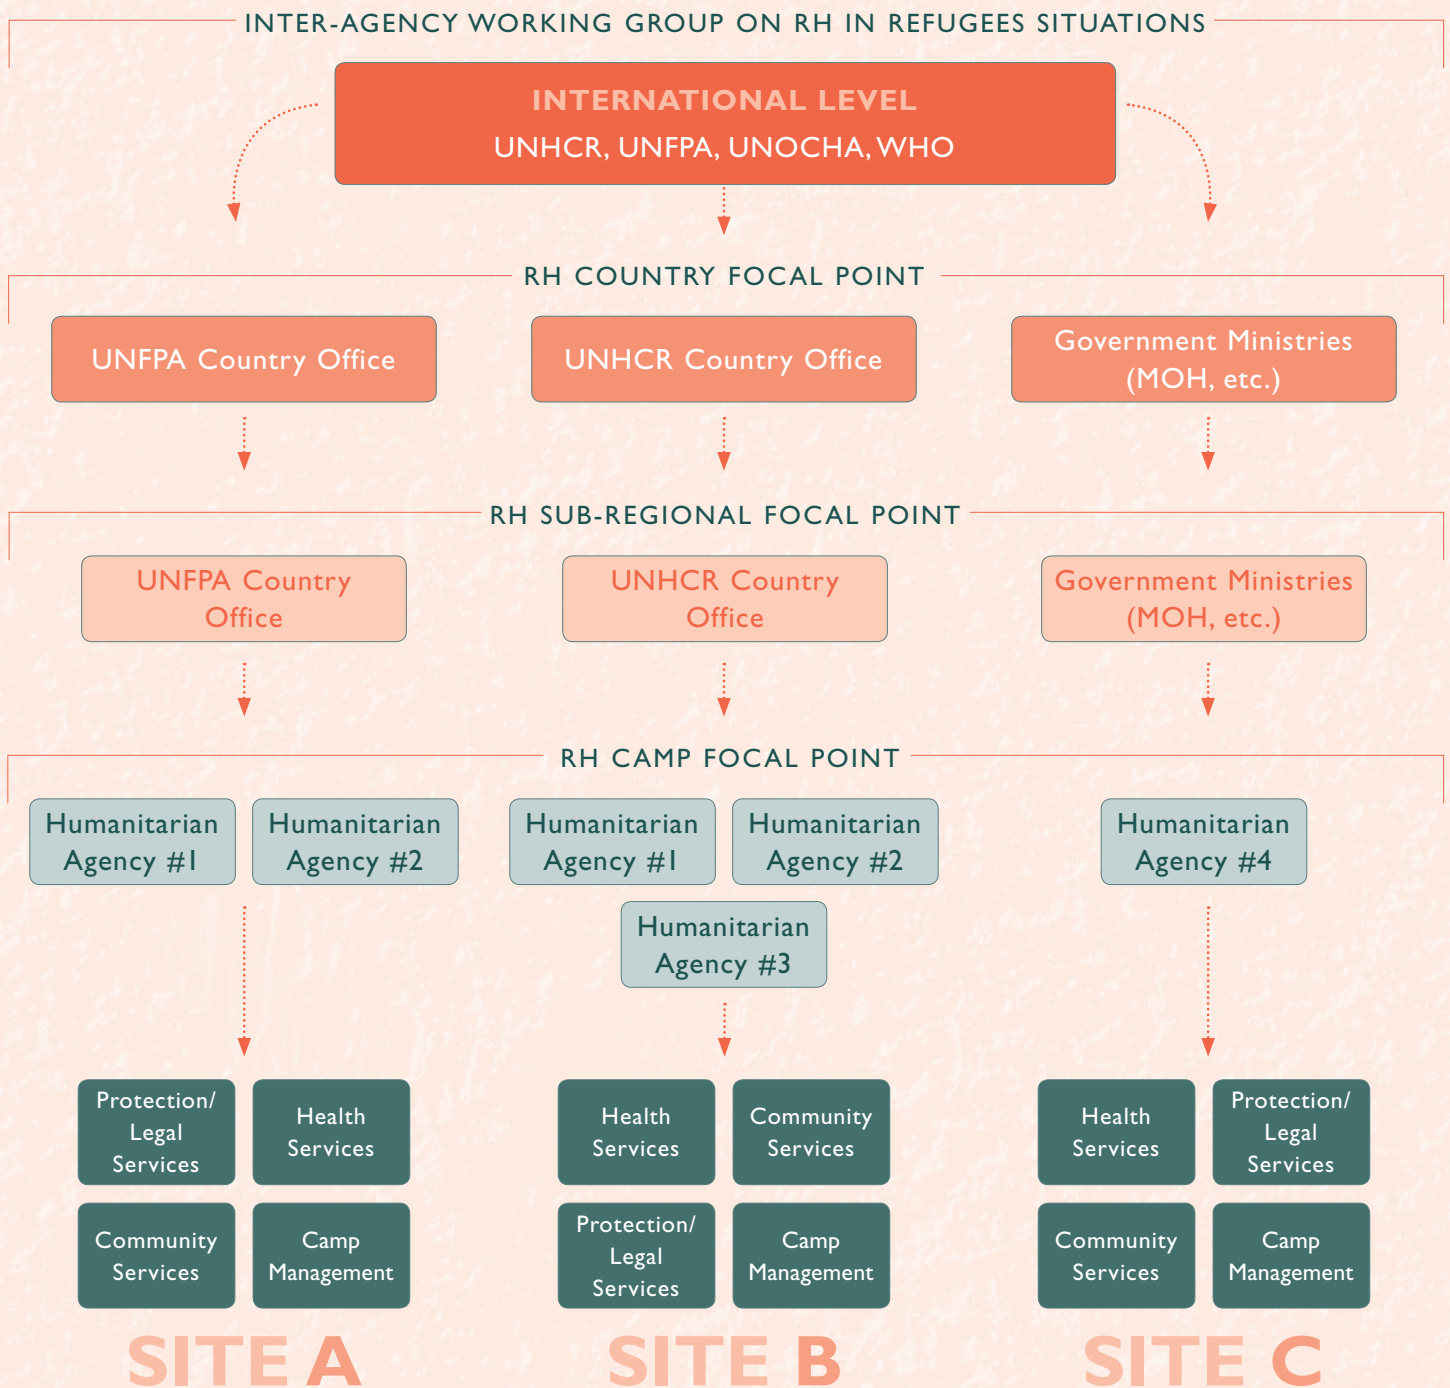 INTER-AGENCY WORKING GROUP ON RH IN REFUGEES SITUATIONS
INTERNATIONAL LEVEL
UNHCR, UNFPA, UNOCHA, WHO
RH COUNTRY FOCAL POINT
UNFPA Country Office
UNHCR Country Office
Government Ministries
(MOH, etc.)
RH SUB-REGIONAL FOCAL POINT
UNFPA Country
Office
UNHCR Country
Office
Government Ministries
(MOH, etc.)
RH CAMP FOCAL POINT
Humanitarian
Agency #1
Humanitarian
Agency #2
Humanitarian
Agency #1
Humanitarian
Agency #2
Humanitarian
Agency #3
Humanitarian
Agency #4
Protection/
Legal
Services
Health
Services
Community
Services
Camp
Management
SITE A
Health
Services
Community
Services
Protection/
Legal
Services
Camp
Management
SITE B
Health
Services
Protection/
Legal
Services
Community
Services
Camp
Management
SITE C